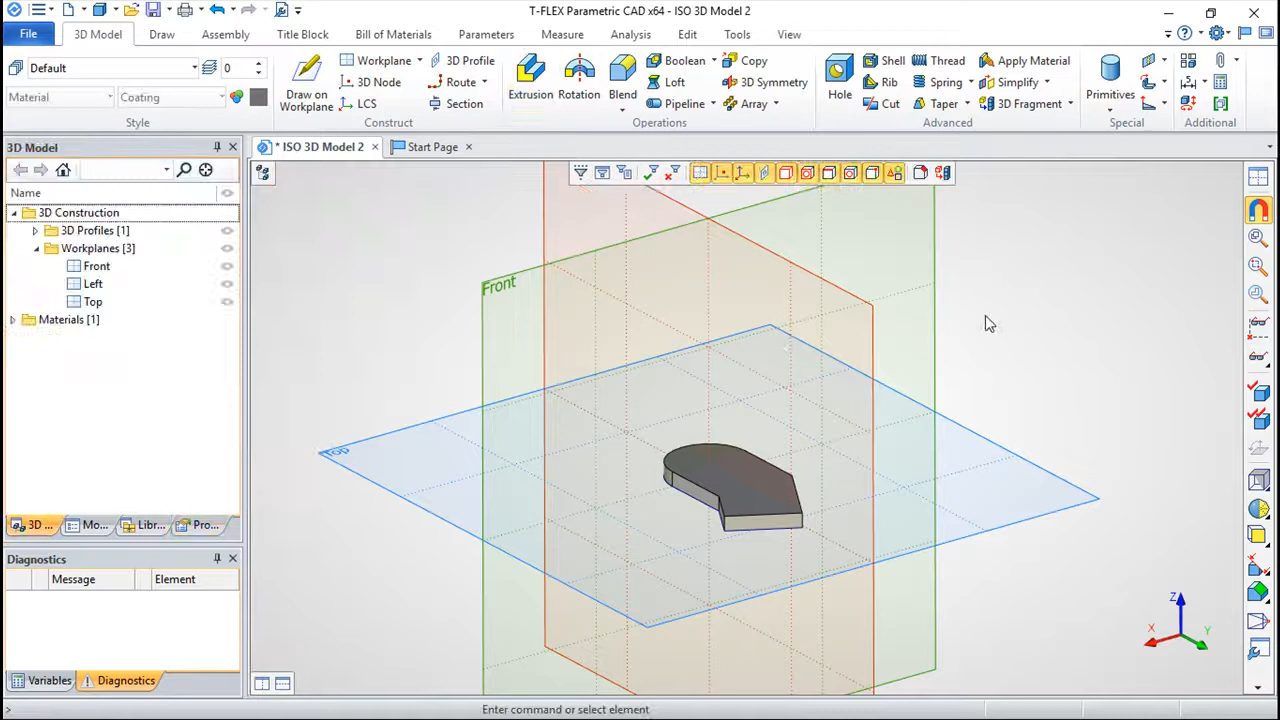 T-FLEX Parametric CAD x64 - ISO 3D Model 2
File 3D Model Draw Assembly Title Block Bill of Materials Parameters Measure Analysis Edit Tools View
Default 0
Material Coating
Style
Draw on Workplane
Workplane
3D Node
LCS
3D Profile
Route
Section
Construct
Extrusion Rotation Blend
Boolean
Loft
Pipeline
Copy
3D Symmetry
Array
Operations
Hole
Shell
Rib
Cut
Thread
Spring
Taper
Apply Material
Simplify
3D Fragment
Advanced
Primitives
Special
Additional
3D Model
* ISO 3D Model 2 Start Page
Name
3D Construction
3D Profiles [1]
Workplanes [3]
Front
Left
Top
Materials [1]
Front
Top
3D ... Mo... Libr... Pro...
Diagnostics
Message Element
Z
X Y
Variables Diagnostics
> Enter command or select element